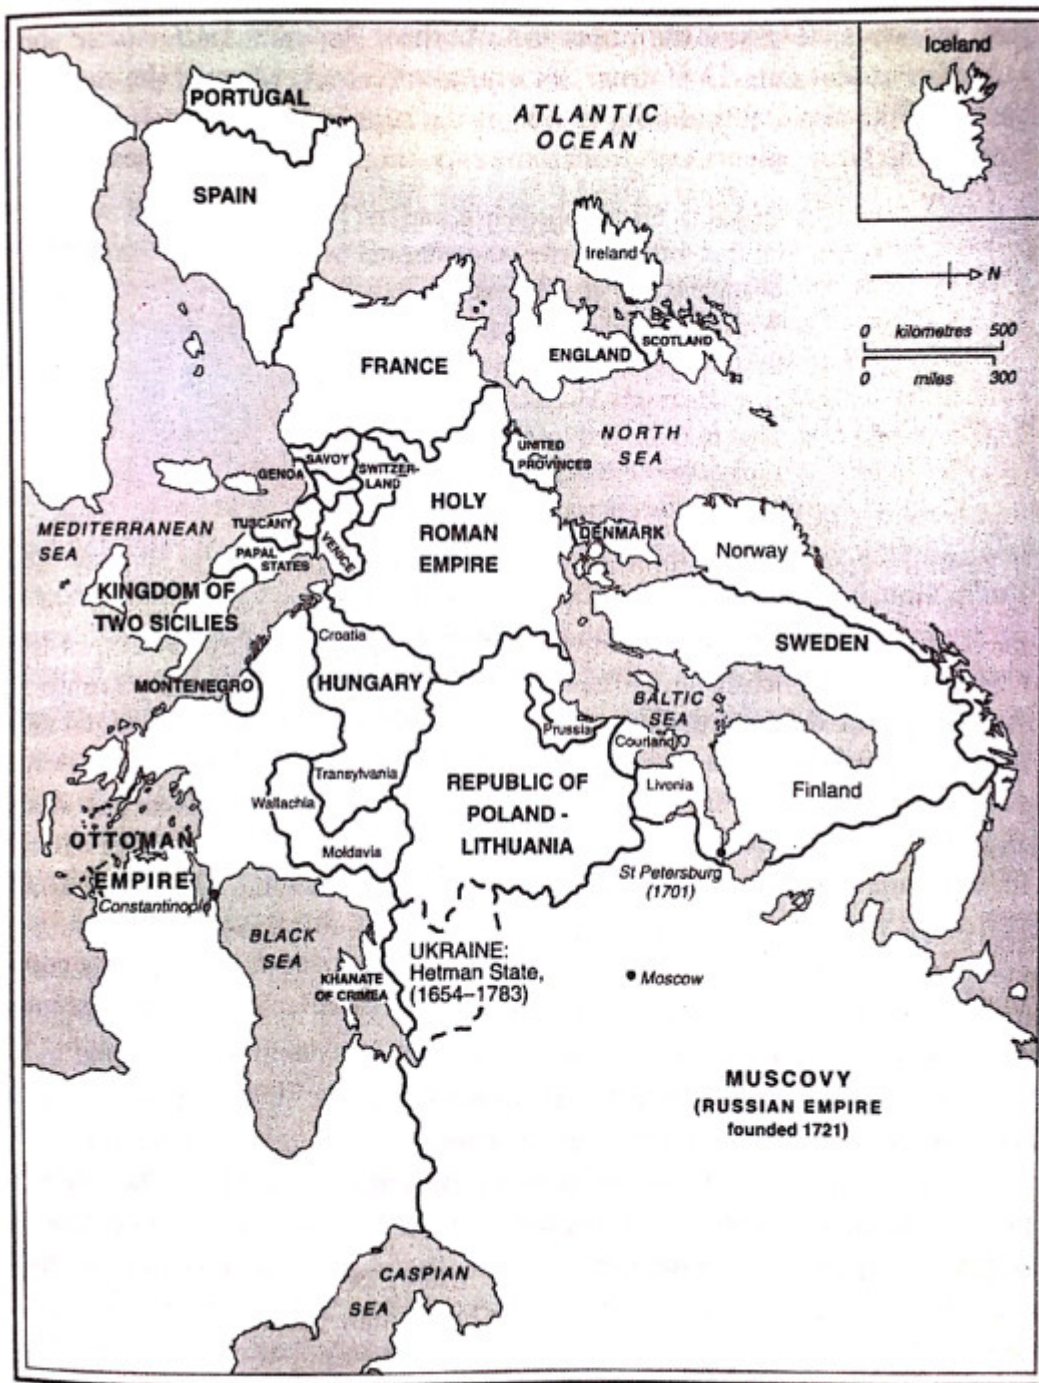 Iceland
PORTUGAL
ATLANTIC
OCEAN
SPAIN
Ireland
N
0 kilometres 500
0 miles 300
SCOTLAND
ENGLAND
FRANCE
NORTH
SEA
UNITED
PROVINCES
SAVOY
SWITZER-
LAND
GENOA
HOLY
ROMAN
EMPIRE
MEDITERRANEAN
SEA
TUSCANY
VENICE
PAPAL
STATES
DENMARK
Norway
KINGDOM OF
TWO SICILIES
Croatia
SWEDEN
MONTENEGRO
HUNGARY
BALTIC
SEA
Prussia
Courland
Transylvania
Livonia
Finland
Wallachia
REPUBLIC OF
POLAND -
LITHUANIA
Moldavia
OTTOMAN
EMPIRE
Constantinople
St Petersburg
(1701)
BLACK
SEA
UKRAINE:
Hetman State,
(1654–1783)
KHANATE
OF CRIMEA
Moscow
MUSCOVY
(RUSSIAN EMPIRE
founded 1721)
CASPIAN
SEA